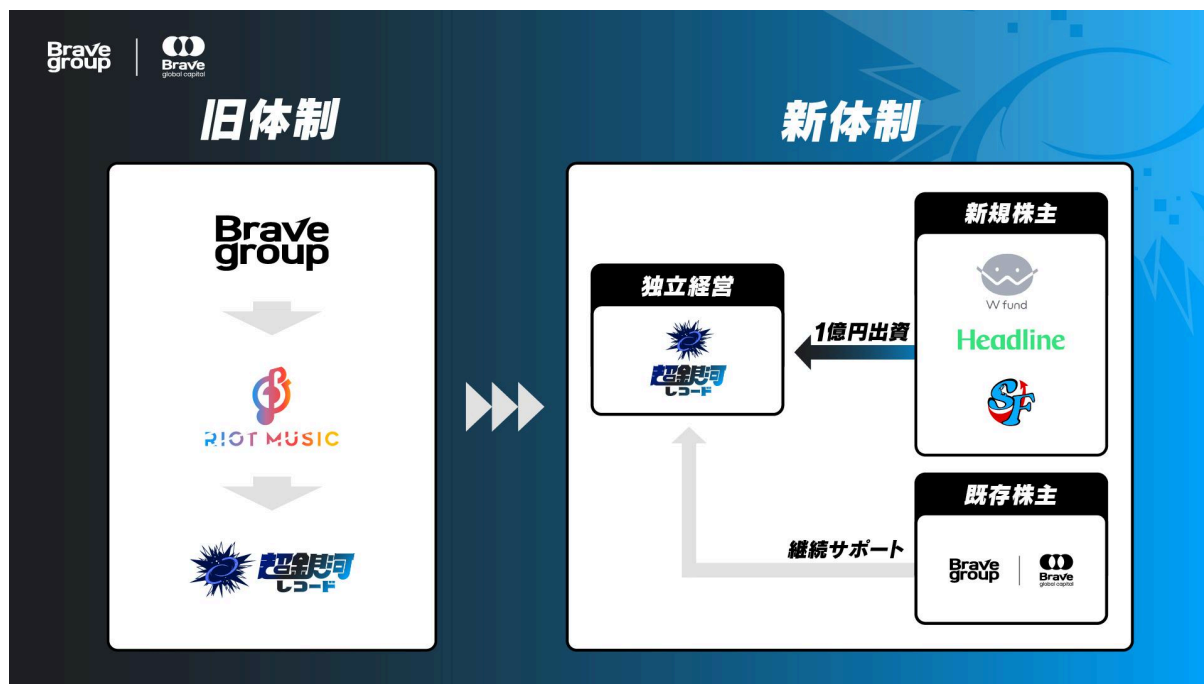 Brave
group
Brave
global capital
旧体制
新体制
Brave
group
RIOT MUSIC
超銀河
レコード
独立経営
超銀河
レコード
1億円出資
新規株主
W fund
Headline
SF
継続サポート
既存株主
Brave
group
Brave
global capital